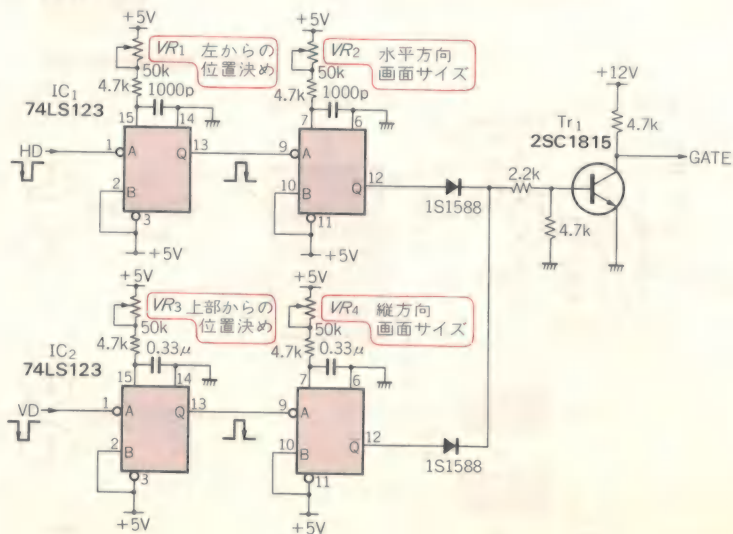 +5V
VR1 左からの
位置決め
50k
4.7k
1000p
IC1
74LS123
15
14
HD
1
A
Q
13
2
B
3
+5V
+5V
VR2 水平方向
画面サイズ
50k
4.7k
1000p
7
6
9
A
Q
12
10
B
11
+5V
1S1588
+12V
4.7k
Tr1
2SC1815
GATE
2.2k
4.7k
+5V
VR3 上部からの
位置決め
50k
4.7k
0.33μ
IC2
74LS123
15
14
VD
1
A
Q
13
2
B
3
+5V
+5V
VR4 縦方向
画面サイズ
50k
4.7k
0.33μ
7
6
9
A
Q
12
10
B
11
+5V
1S1588